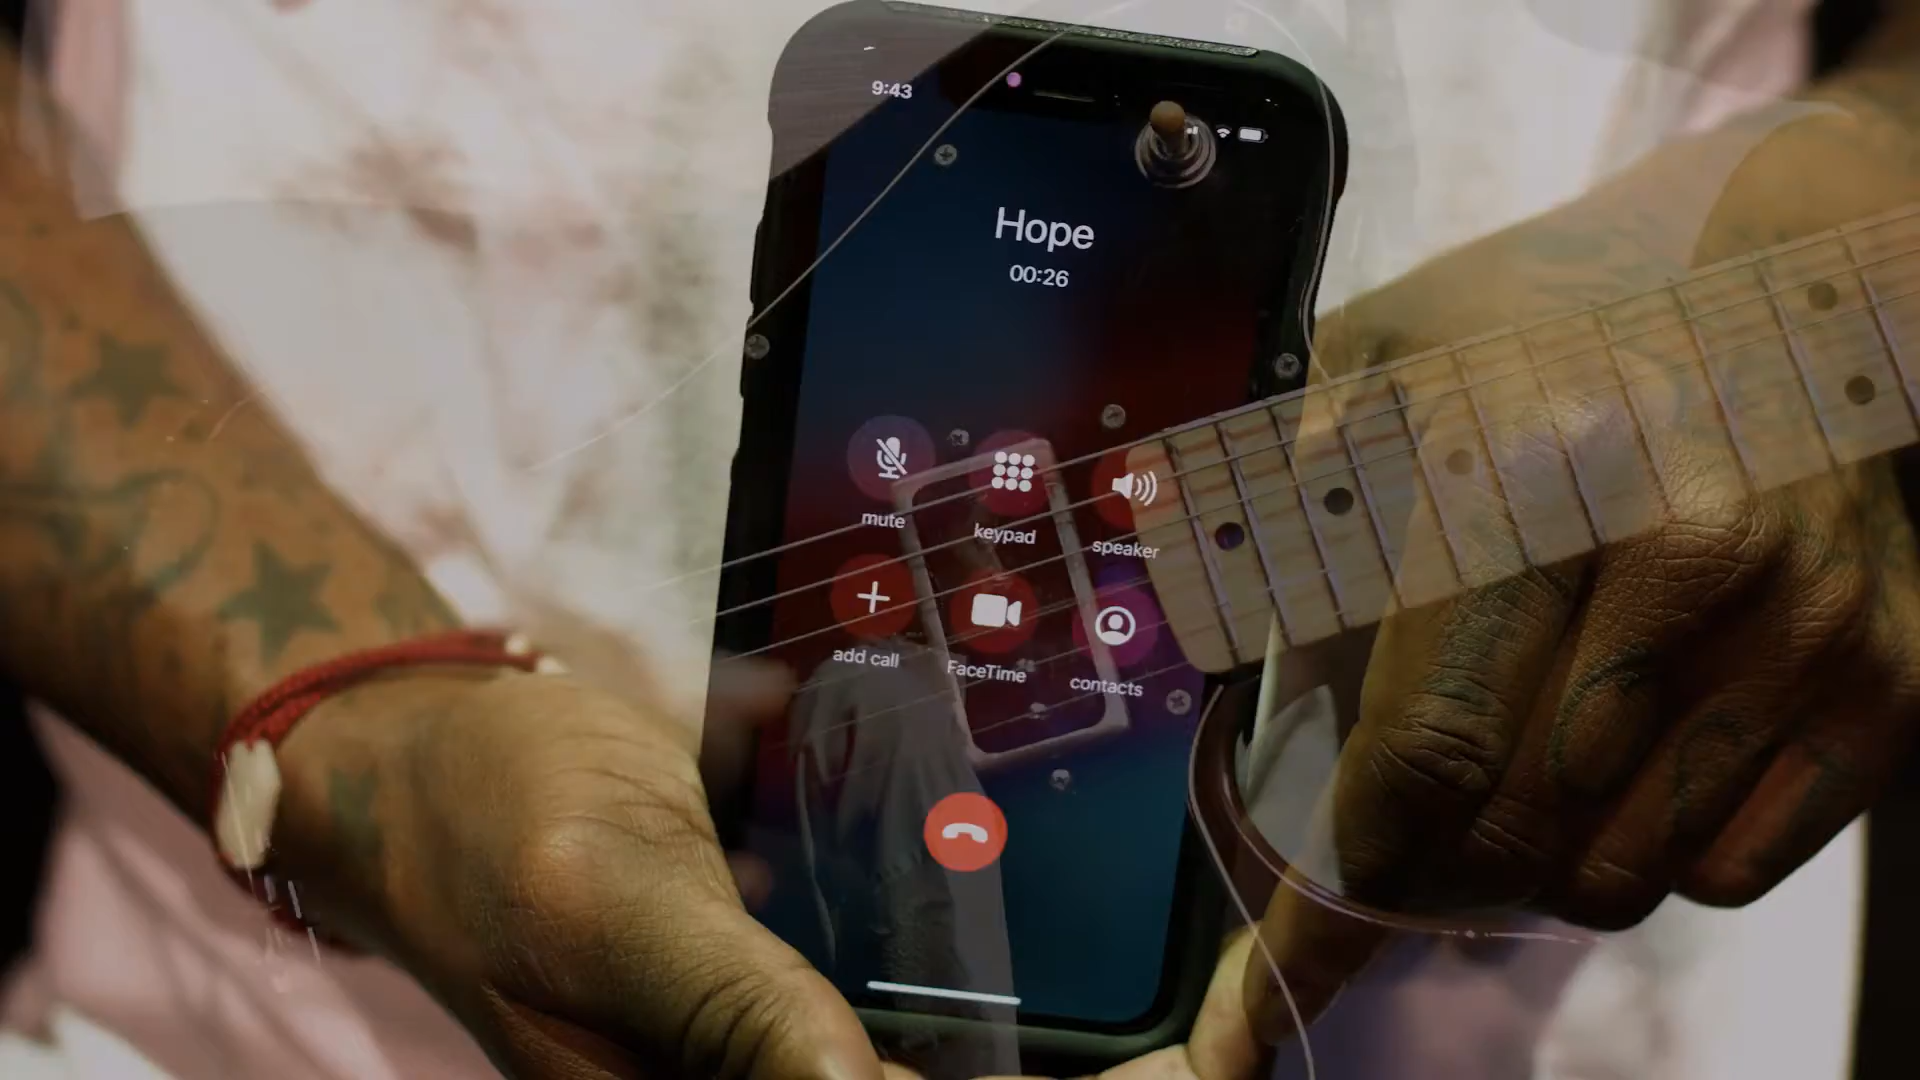 9:43
Hope
00:26
mute
keypad
speaker
add call
FaceTime
contacts